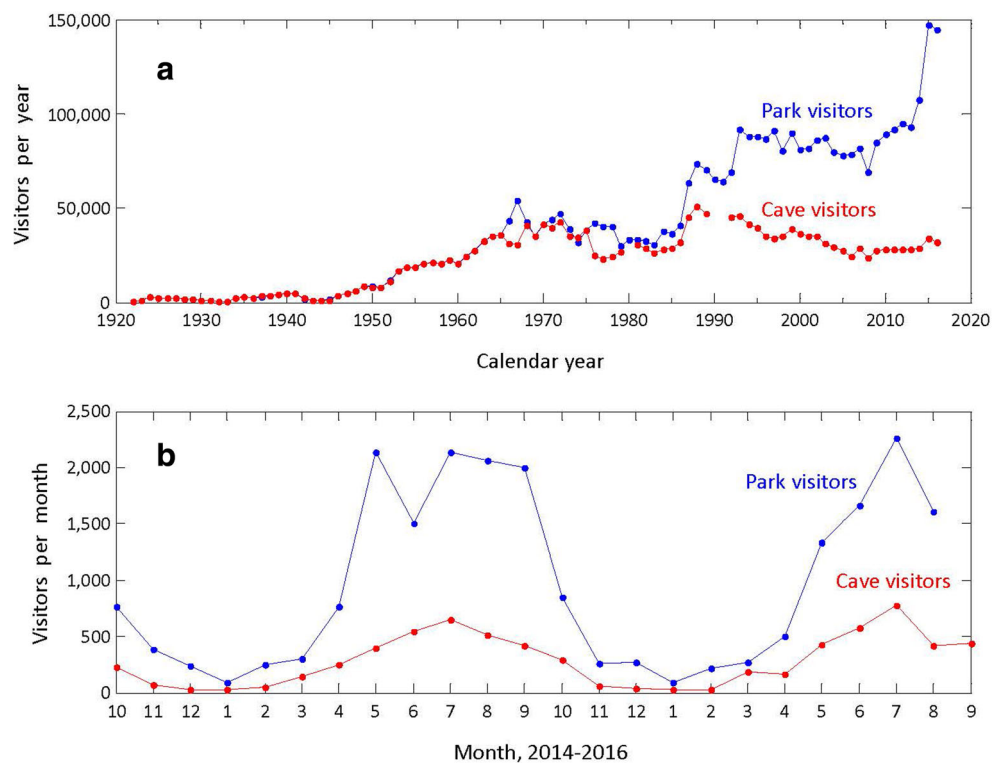 150,000
a
Park visitors
100,000
Visitors per year
Cave visitors
50,000
0
1920 1930 1940 1950 1960 1970 1980 1990 2000 2010 2020
Calendar year
2,500
b
2,000
Park visitors
1,500
Visitors per month
1,000
Cave visitors
500
0
10 11 12 1 2 3 4 5 6 7 8 9 10 11 12 1 2 3 4 5 6 7 8 9
Month, 2014-2016